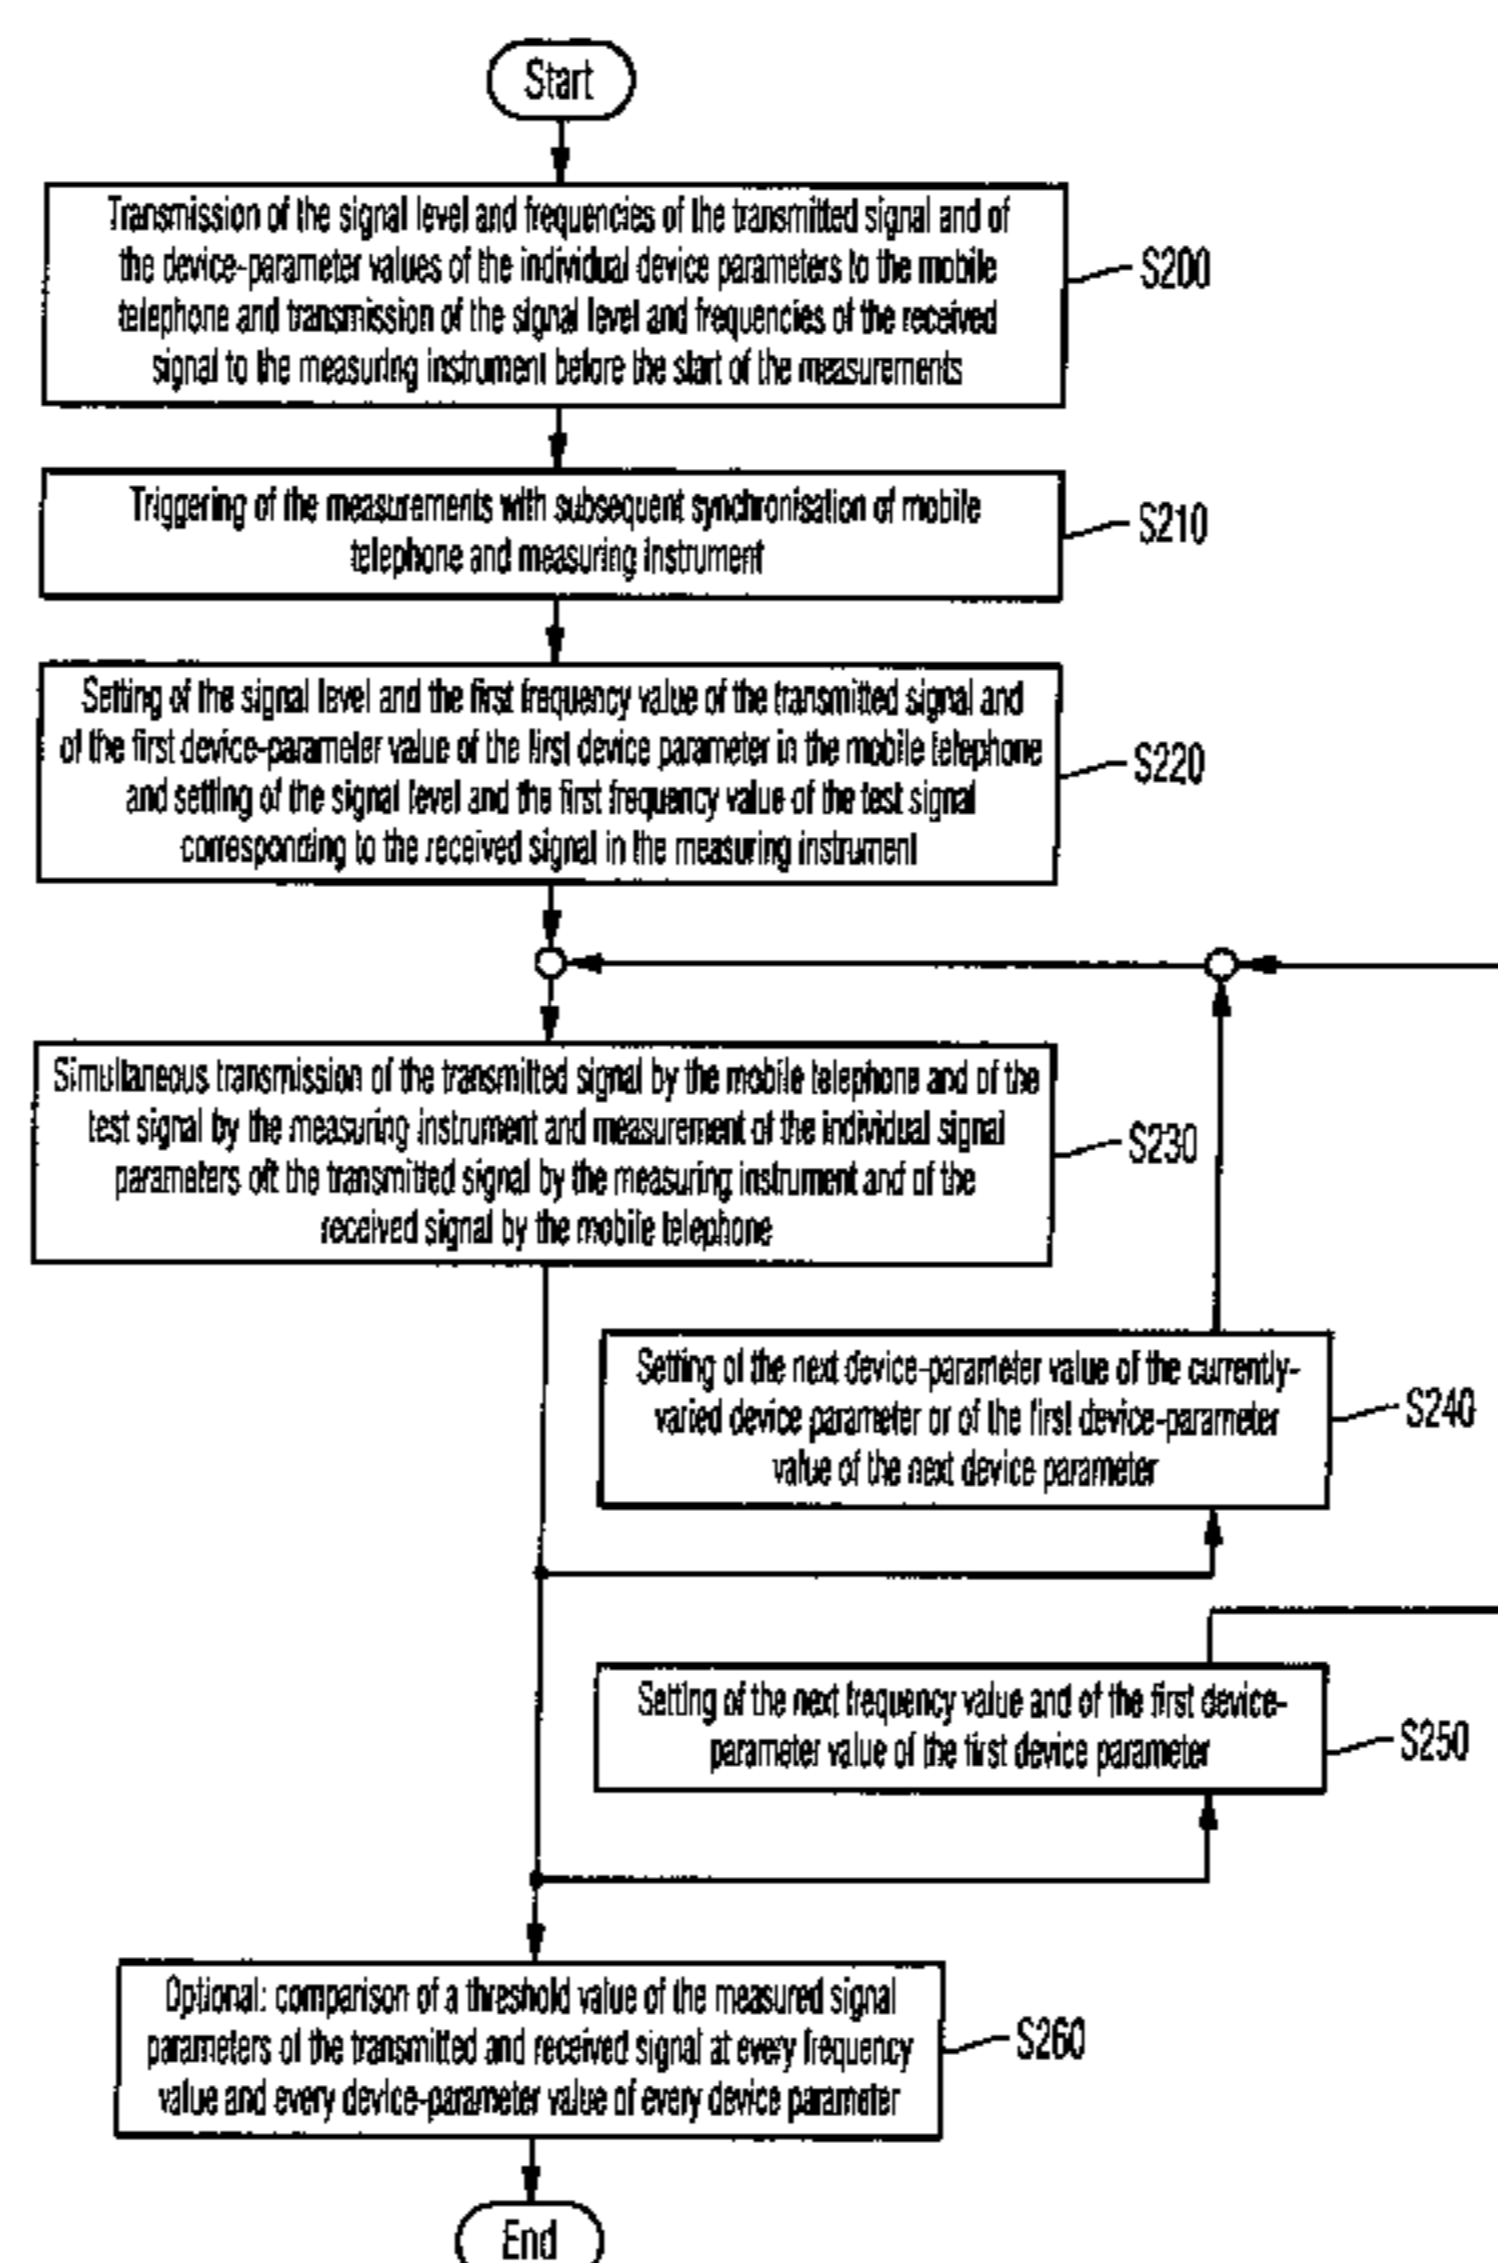 Start
Transmission of the signal level and frequencies of the transmitted signal and of
the device-parameter values of the individual device parameters to the mobile
telephone and transmission of the signal level and frequencies of the received
signal to the measuring instrument before the start of the measurements
S200
Triggering of the measurements with subsequent synchronisation of mobile
telephone and measuring instrument
S210
Setting of the signal level and the first frequency value of the transmitted signal and
of the first device-parameter value of the first device parameter in the mobile telephone
and setting of the signal level and the first frequency value of the test signal
corresponding to the received signal in the measuring instrument
S220
Simultaneous transmission of the transmitted signal by the mobile telephone and of the
test signal by the measuring instrument and measurement of the individual signal
parameters oft the transmitted signal by the measuring instrument and of the
received signal by the mobile telephone
S230
Setting of the next device-parameter value of the currently-
varied device parameter or of the first device-parameter
value of the next device parameter
S240
Setting of the next frequency value and of the first device-
parameter value of the first device parameter
S250
Optional: comparison of a threshold value of the measured signal
parameters of the transmitted and received signal at every frequency
value and every device-parameter value of every device parameter
S260
End